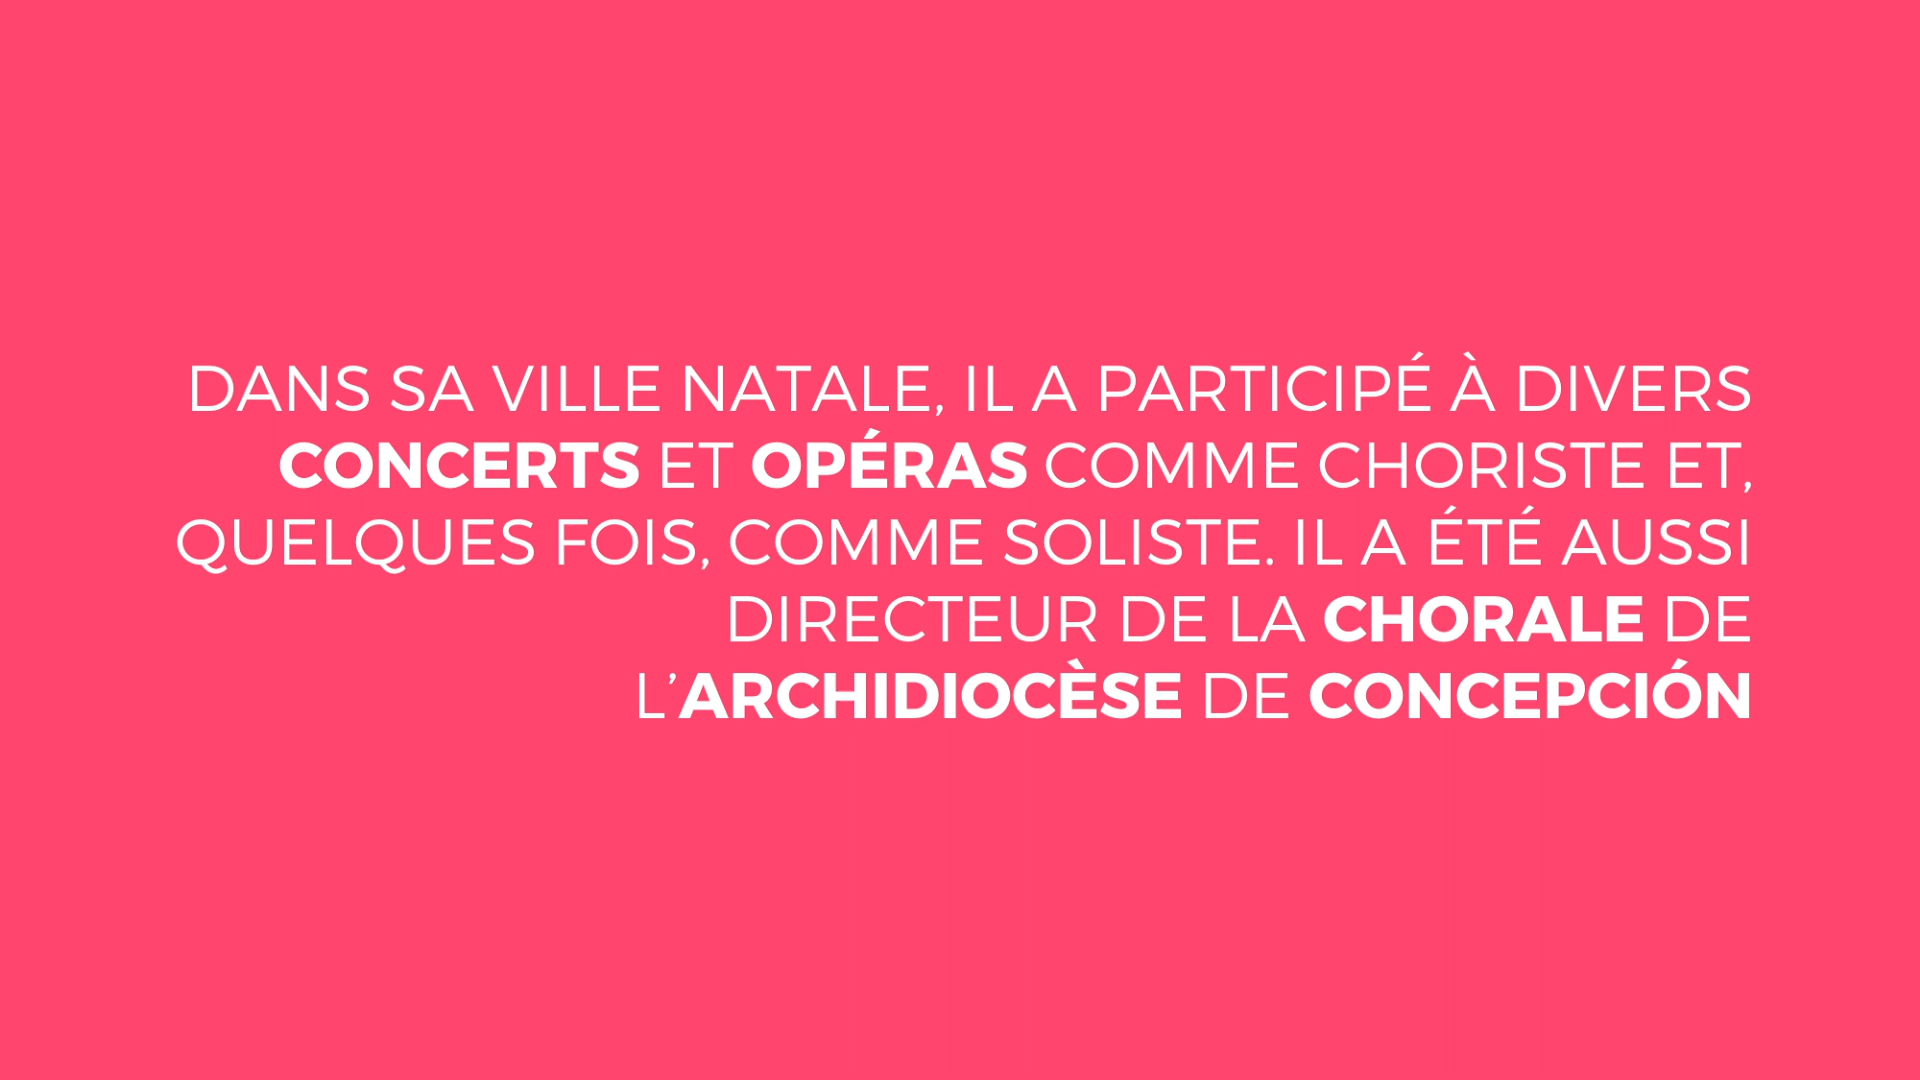 DANS SA VILLE NATALE, IL A PARTICIPÉ À DIVERS
CONCERTS ET OPÉRAS COMME CHORISTE ET,
QUELQUES FOIS, COMME SOLISTE. IL A ÉTÉ AUSSI
DIRECTEUR DE LA CHORALE DE
L’ARCHIDIOCÈSE DE CONCEPCIÓN